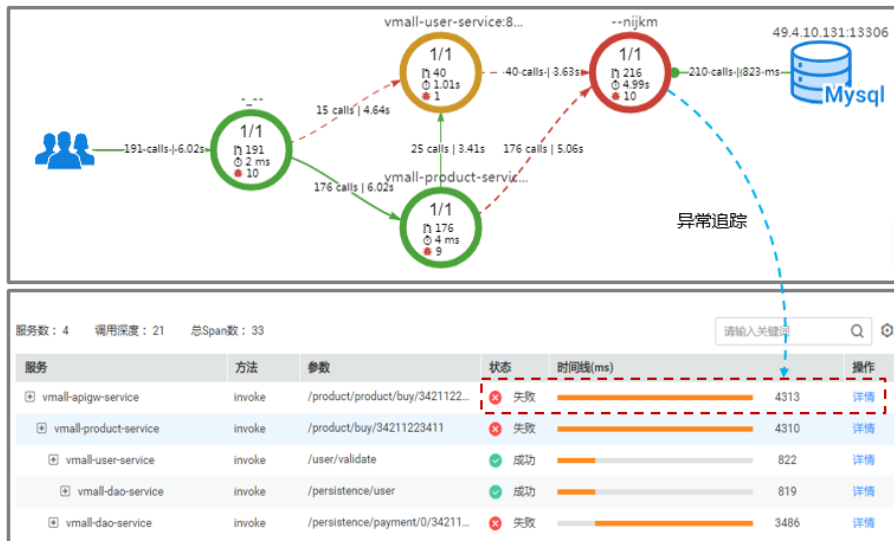 vmall-user-service:8...
--nijkm
49.4.10.131:13306
1/1
40
1.01s
1
40 calls | 3.63s
1/1
216
4.99s
10
210 calls | 823 ms
Mysql
-_--
15 calls | 4.64s
191 calls | 6.02s
1/1
191
2 ms
10
25 calls | 3.41s
176 calls | 5.06s
176 calls | 6.02s
vmall-product-servic...
1/1
176
4 ms
9
异常追踪
服务数： 4 调用深度： 21 总Span数： 33
请输入关键词
服务 方法 参数 状态 时间线(ms) 操作
vmall-apigw-service invoke /product/product/buy/3421122... 失败 4313 详情
vmall-product-service invoke /product/buy/34211223411 失败 4310 详情
vmall-user-service invoke /user/validate 成功 822 详情
vmall-dao-service invoke /persistence/user 成功 819 详情
vmall-dao-service invoke /persistence/payment/0/34211... 失败 3486 详情